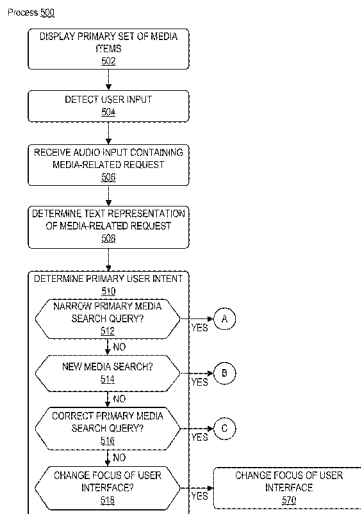 Process 500
DISPLAY PRIMARY SET OF MEDIA
ITEMS
502
DETECT USER INPUT
504
RECEIVE AUDIO INPUT CONTAINING
MEDIA-RELATED REQUEST
506
DETERMINE TEXT REPRESENTATION
OF MEDIA-RELATED REQUEST
508
DETERMINE PRIMARY USER INTENT
510
NARROW PRIMARY MEDIA
SEARCH QUERY?
512
YES
A
NO
NEW MEDIA SEARCH?
514
YES
B
NO
CORRECT PRIMARY MEDIA
SEARCH QUERY?
516
YES
C
NO
CHANGE FOCUS OF USER
INTERFACE?
518
YES
CHANGE FOCUS OF USER
INTERFACE
570